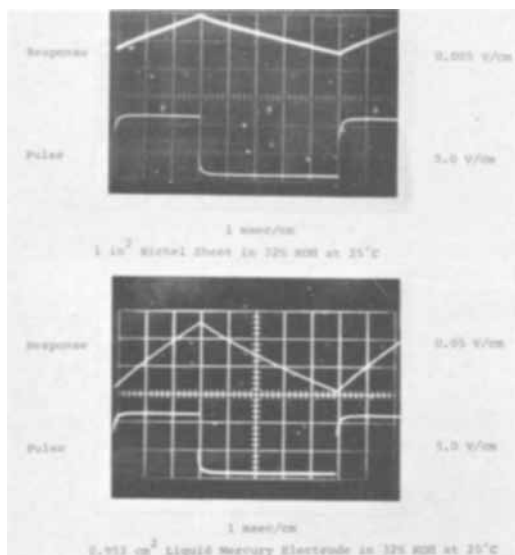 Response 0.005 V/cm
Pulse 5.0 V/cm
1 msec/cm
1 in² Nickel Sheet in 32% KOH at 25°C
Response 0.05 V/cm
Pulse 5.0 V/cm
1 msec/cm
cm² Liquid Mercury Electrode in 32% KOH at 25°C